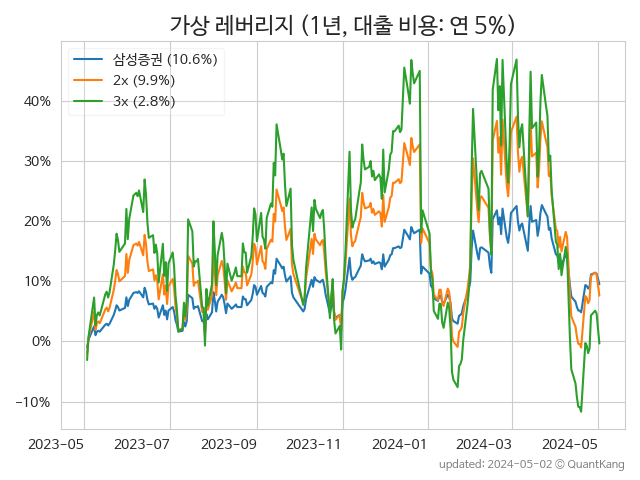 가상 레버리지 (1년, 대출 비용: 연 5%)
삼성증권 (10.6%)
2x (9.9%)
3x (2.8%)
40%
30%
20%
10%
0%
−10%
2023-05 2023-07 2023-09 2023-11 2024-01 2024-03 2024-05
updated: 2024-05-02 © QuantKang